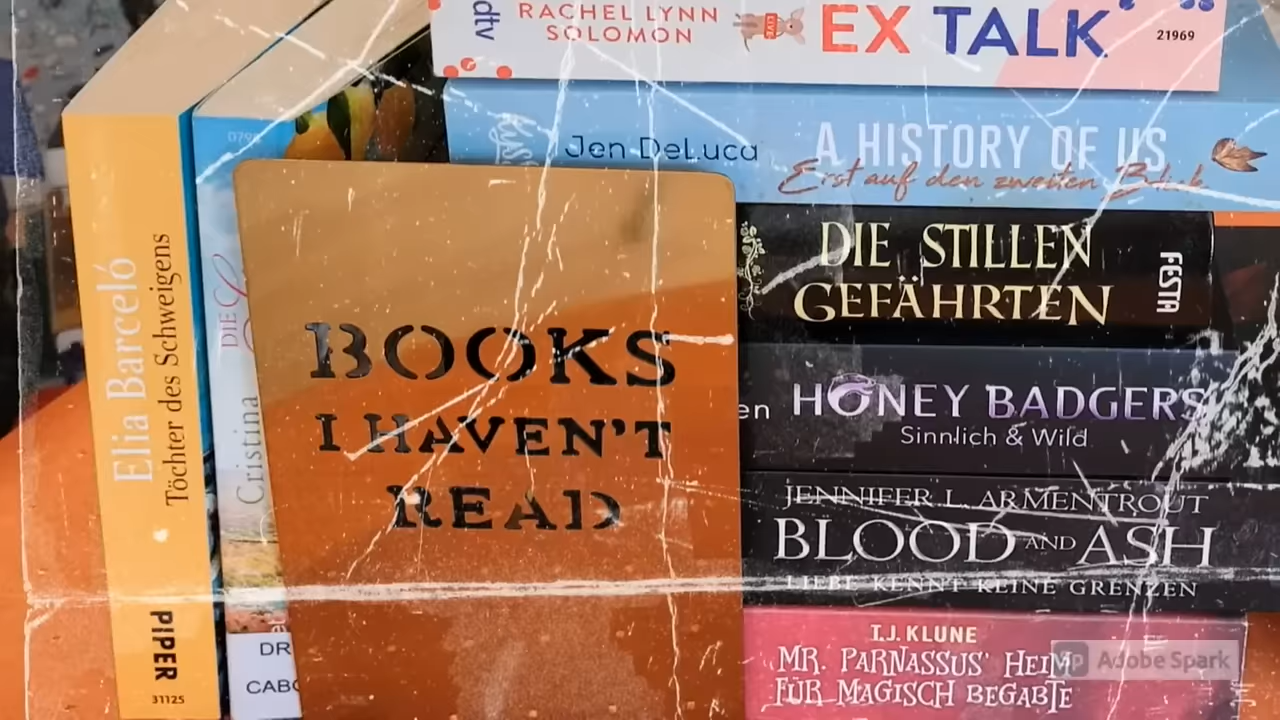 dtv
RACHEL LYNN
SOLOMON
LIVE
EX TALK
21969
Jen DeLuca
A HISTORY OF US
Erst auf den zweiten Blick
DIE STILLEN
GEFÄHRTEN
FESTA
HONEY BADGERS
Sinnlich & Wild
JENNIFER L. ARMENTROUT
BLOOD AND ASH
LIEBE KENNT KEINE GRENZEN
T.J. KLUNE
MR. PARNASSUS' HEIM
FÜR MAGISCH BEGABTE
Elia Barceló
Töchter des Schweigens
PIPER
31125
DIE
Cristina
BOOKS
I HAVEN'T
READ
Adobe Spark